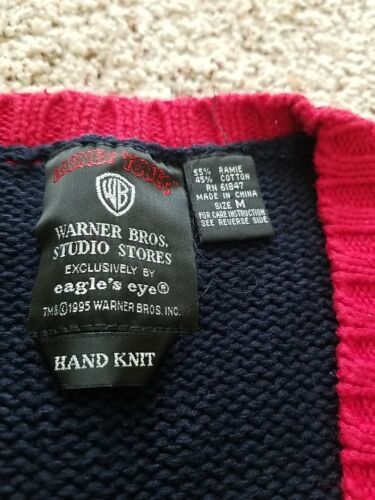 LOONEY TUNES
WB
WARNER BROS.
STUDIO STORES
EXCLUSIVELY BY
eagle's eye®
TM&©1995 WARNER BROS. INC.
HAND KNIT
55% RAMIE
45% COTTON
RN 61847
MADE IN CHINA
SIZE M
FOR CARE INSTRUCTION
SEE REVERSE SIDE